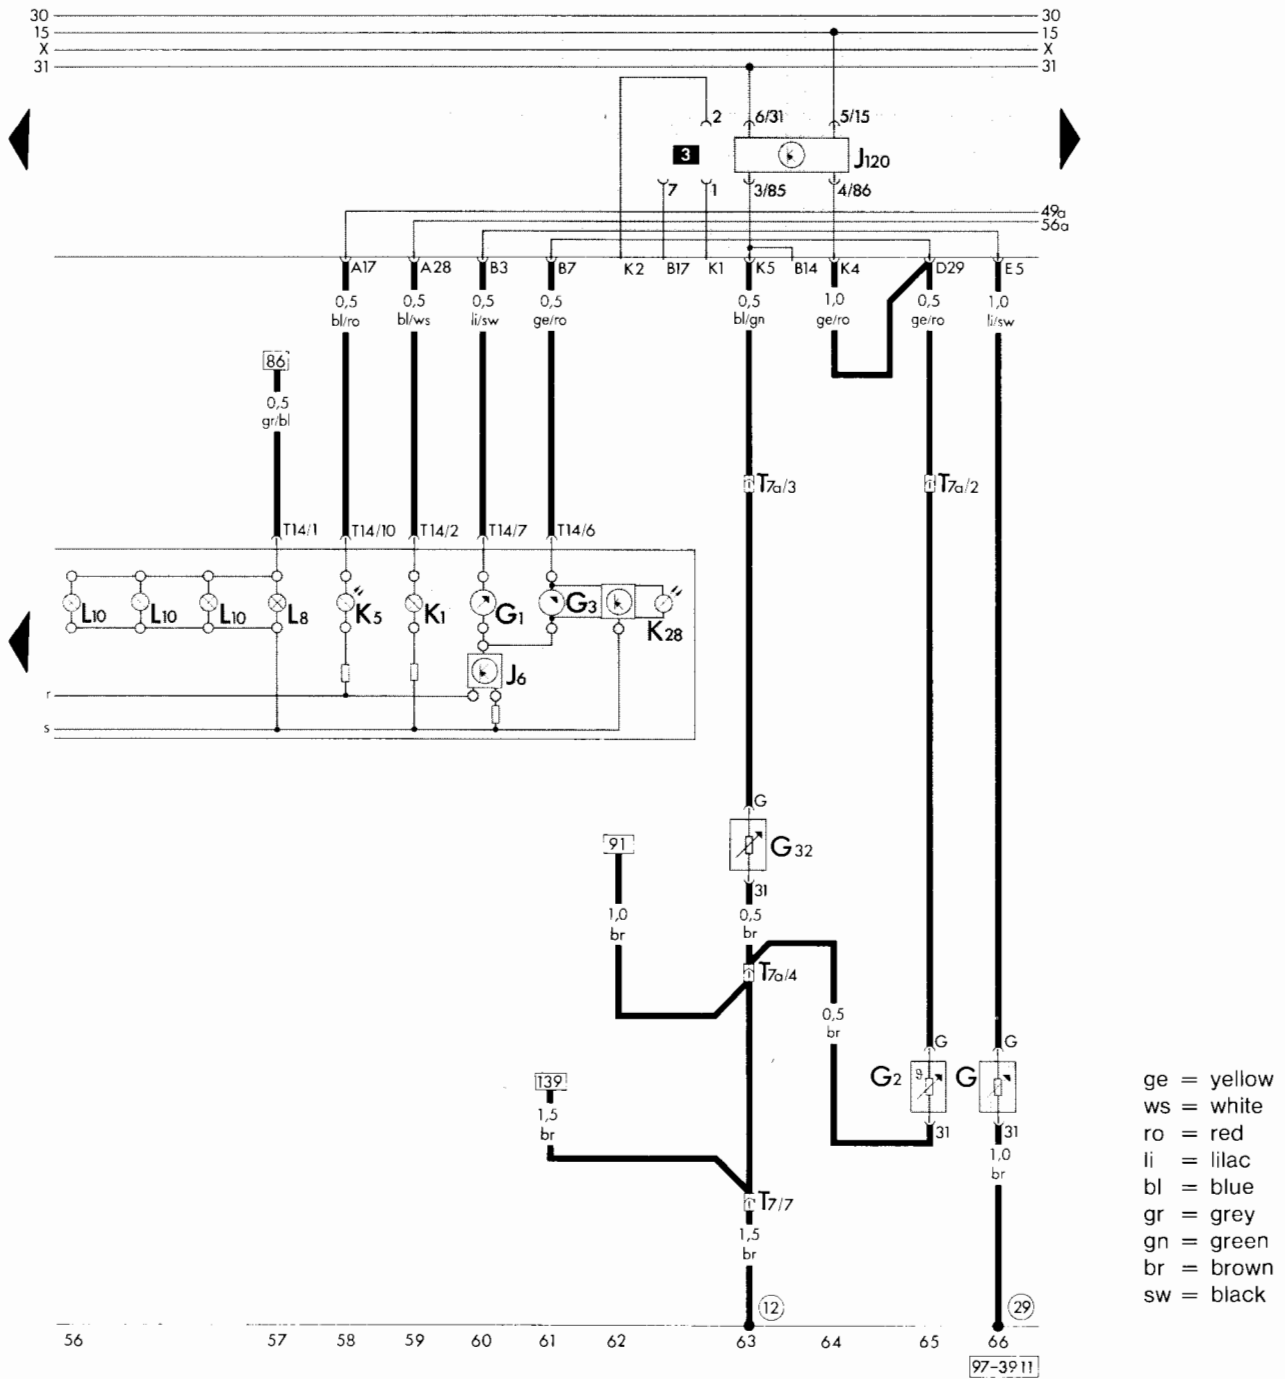 30 30
15 15
X X
31 31
2 6/31 5/15
3 J120
7 1 3/85 4/86
49a
56a
A17 A28 B3 B7 K2 B17 K1 K5 B14 K4 D29 E5
0,5 0,5 0,5 0,5 0,5 1,0 0,5 1,0
bl/ro bl/ws li/sw ge/ro bl/gn ge/ro ge/ro li/sw
86
0,5
gr/bl
T7a/3 T7a/2
T14/1 T14/10 T14/2 T14/7 T14/6
L10 L10 L10 L8 K5 K1 G1 G3 K28
J6
r
s
G
91 G32
31
1,0 0,5
br br
T7a/4
0,5
br
G G
G2 G
139
1,5 31 31
br 1,0
br
T7/7
1,5
br
12 29
56 57 58 59 60 61 62 63 64 65 66
97-3911
ge = yellow
ws = white
ro = red
li = lilac
bl = blue
gr = grey
gn = green
br = brown
sw = black